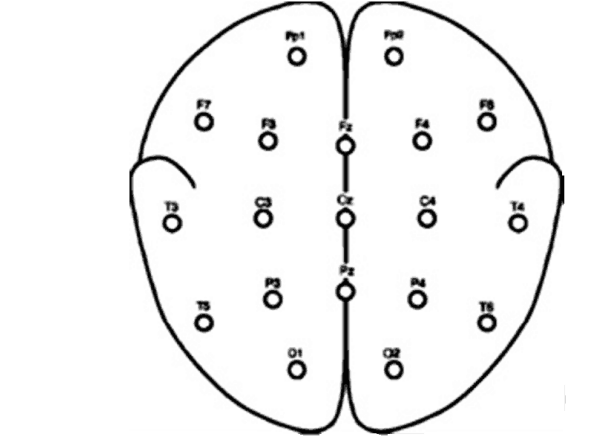 Fp1 Fp2
F7 F3 Fz F4 F8
T3 C3 Cz C4 T4
T5 P3 Pz P4 T6
O1 O2